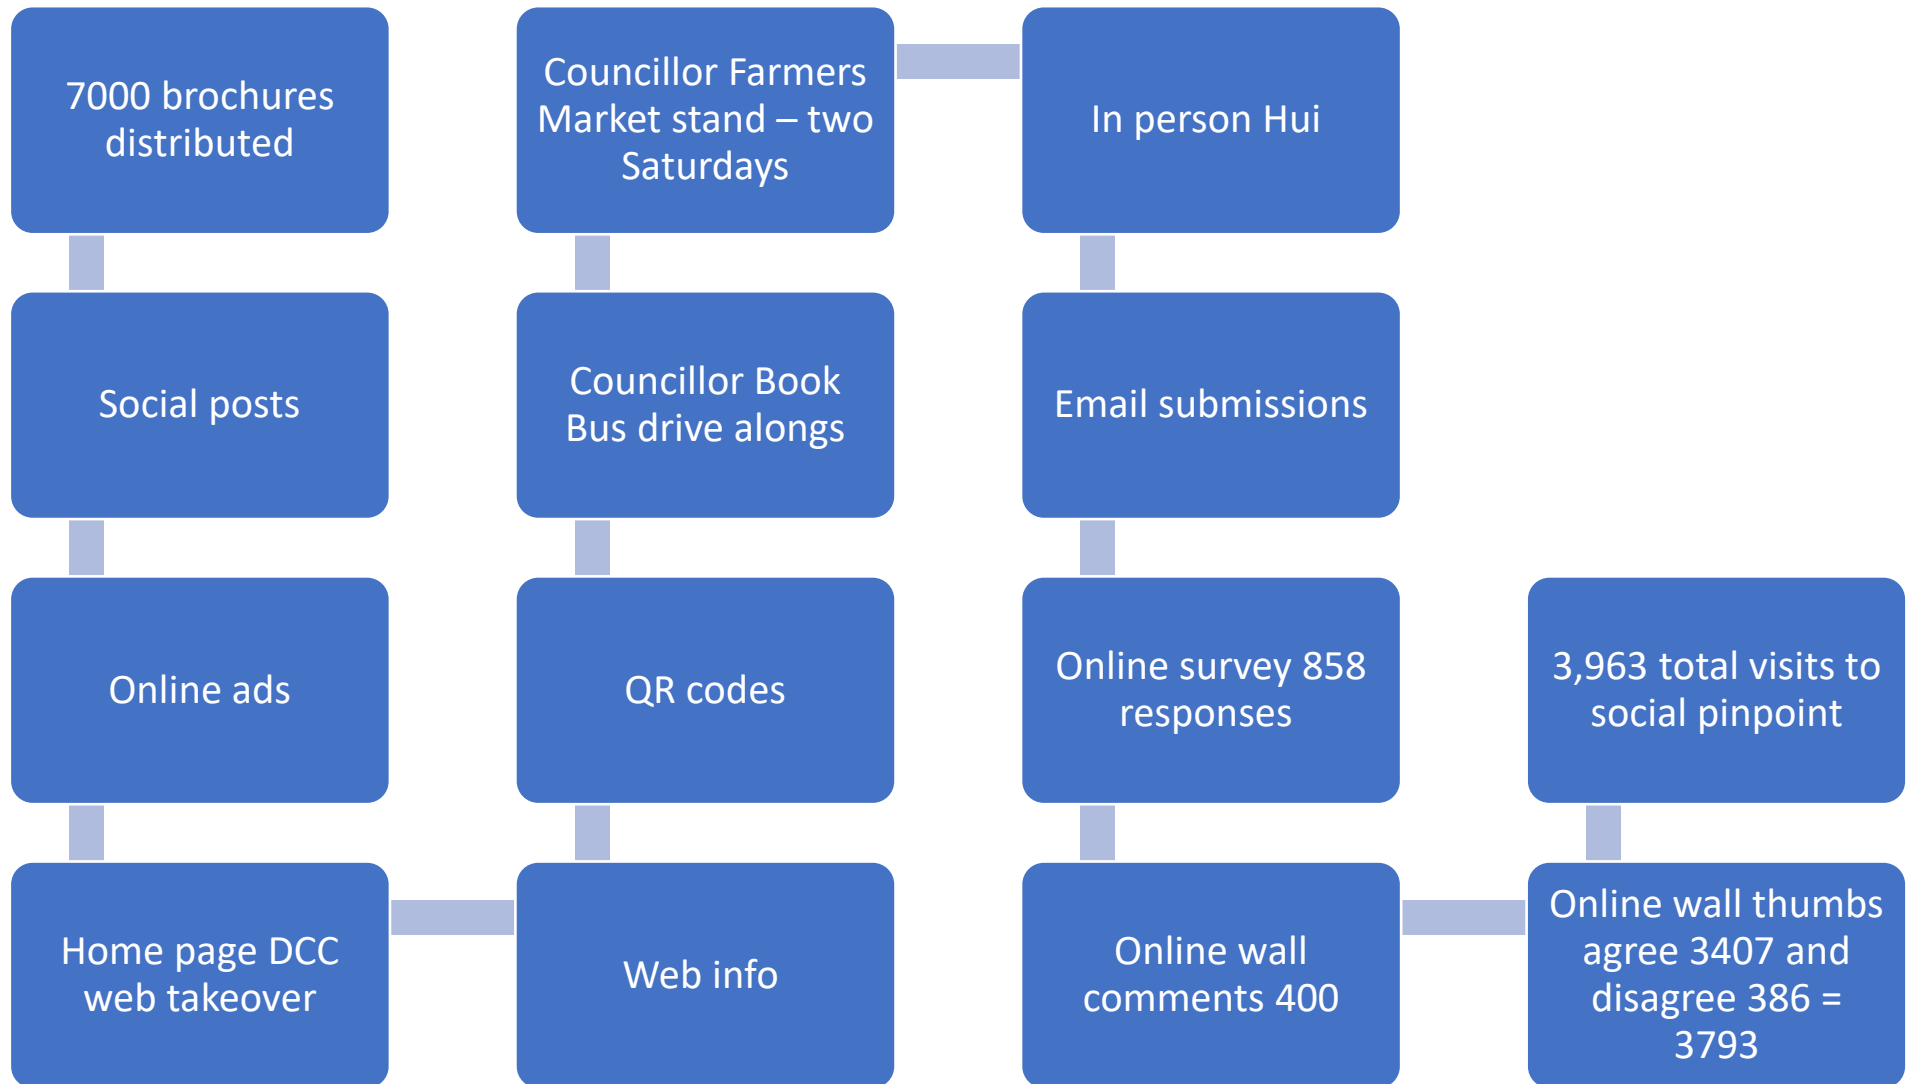 7000 brochures
distributed
Social posts
Online ads
Home page DCC
web takeover
Web info
QR codes
Councillor Book
Bus drive alongs
Councillor Farmers
Market stand – two
Saturdays
In person Hui
Email submissions
Online survey 858
responses
Online wall
comments 400
Online wall thumbs
agree 3407 and
disagree 386 =
3793
3,963 total visits to
social pinpoint